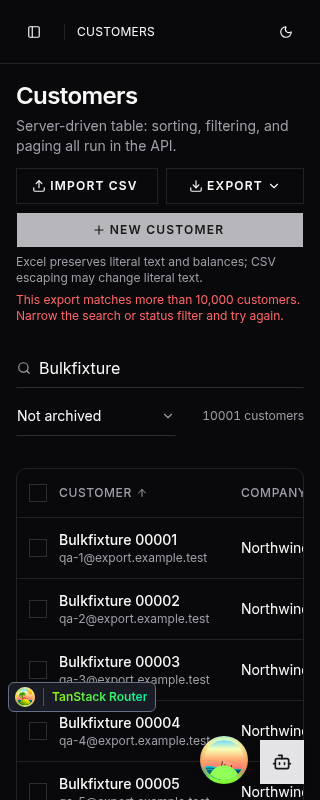 CUSTOMERS
Customers
Server-driven table: sorting, filtering, and
paging all run in the API.
IMPORT CSV
EXPORT
NEW CUSTOMER
Excel preserves literal text and balances; CSV
escaping may change literal text.
This export matches more than 10,000 customers.
Narrow the search or status filter and try again.
Bulkfixture
Not archived
10001 customers
CUSTOMER COMPANY
Bulkfixture 00001
qa-1@export.example.test
Bulkfixture 00002
qa-2@export.example.test
Bulkfixture 00003
qa-3@export.example.test
TanStack Router
Bulkfixture 00004
qa-4@export.example.test
Bulkfixture 00005